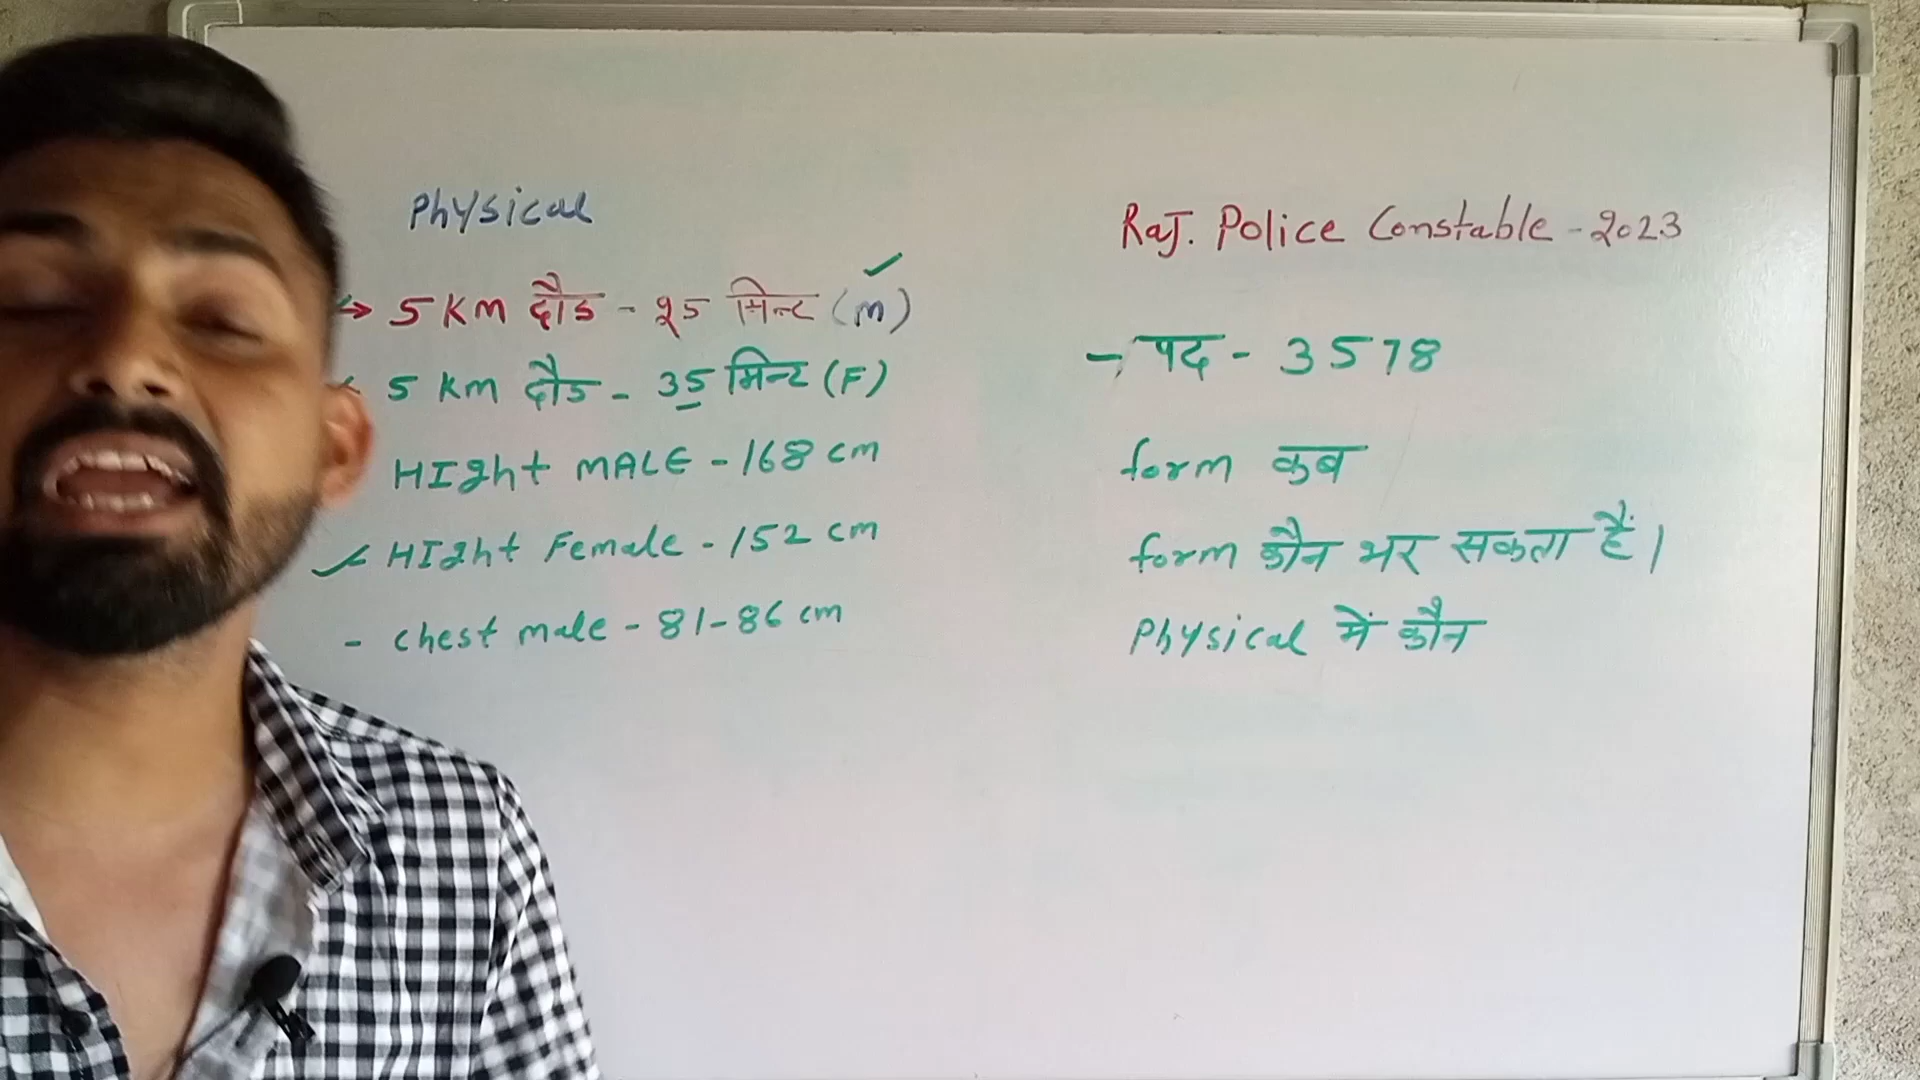 Physical
→ 5 KM दौड - 25 मिन्ट (M)
5 KM दौड - 35 मिन्ट (F)
HIght MALE - 168 cm
HIght Female - 152 cm
- chest male - 81-86 cm
Raj. Police Constable - 2023
- पद - 3578
form कब
form कौन भर सकता हैं।
Physical में कौन